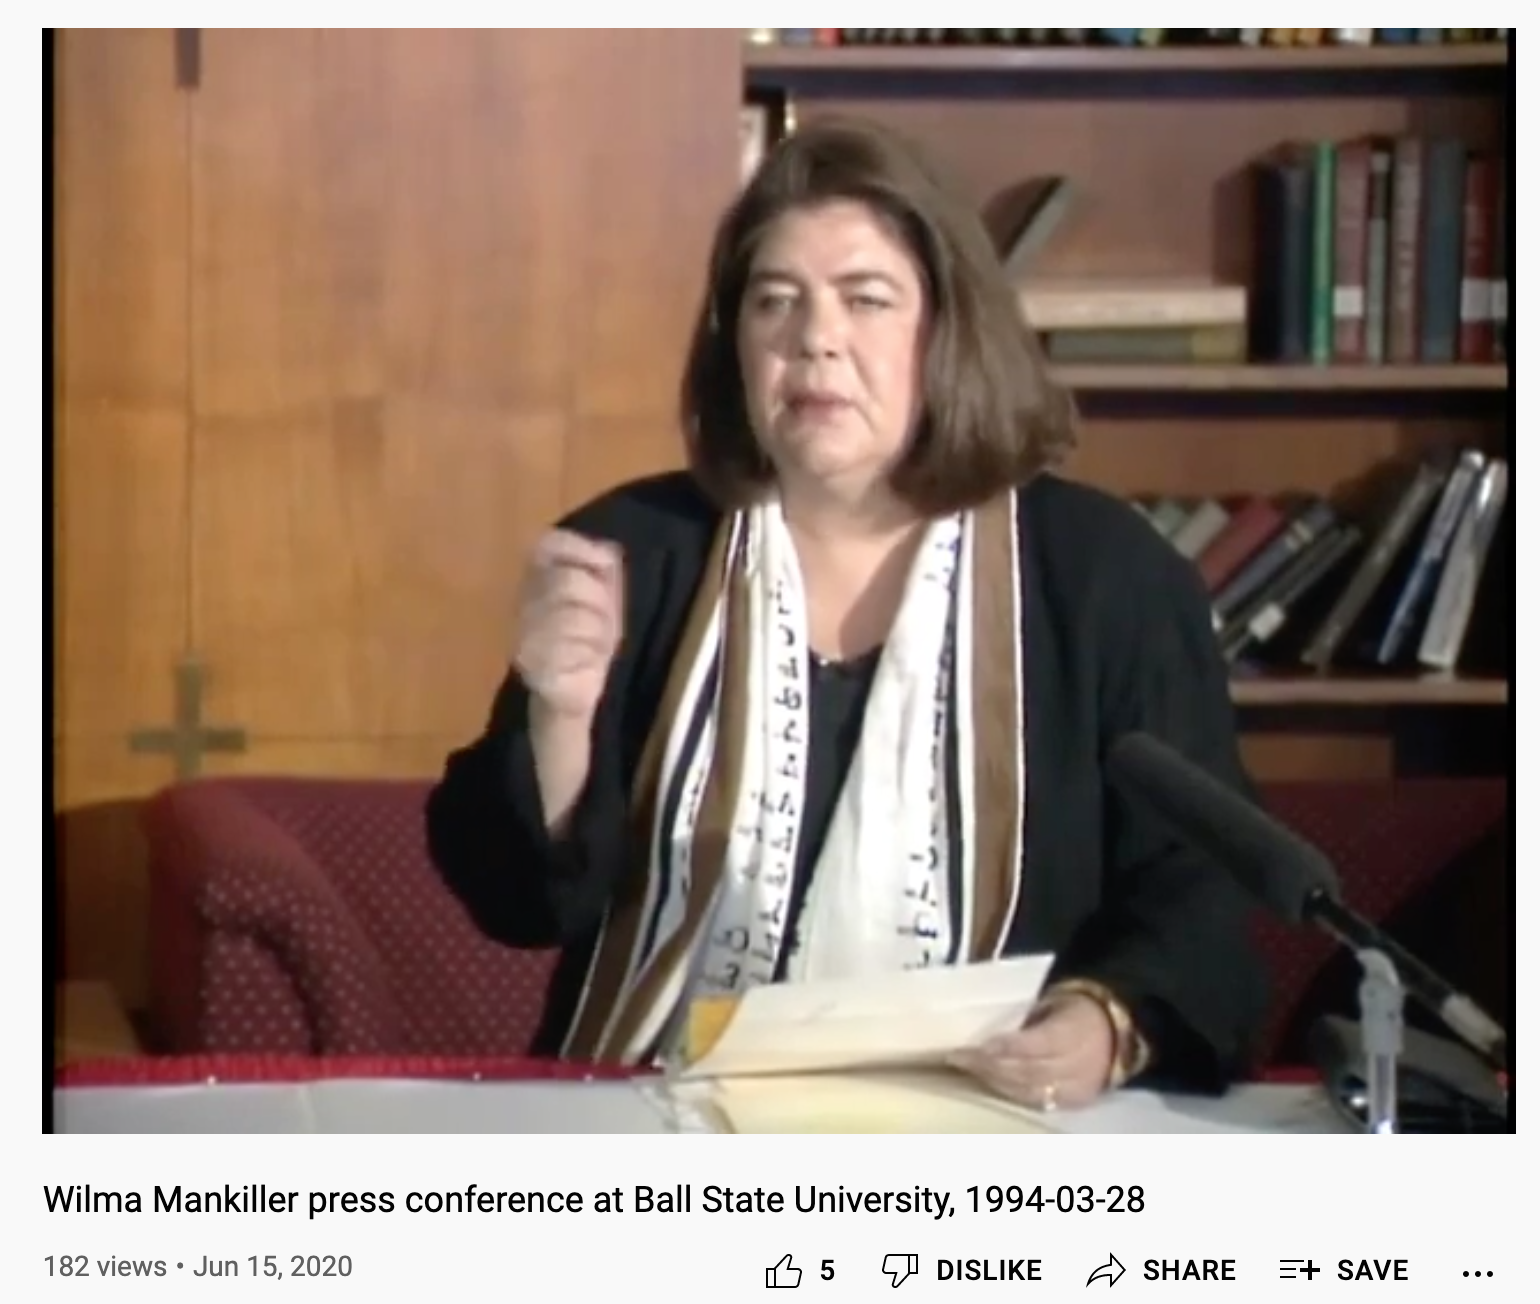 Wilma Mankiller press conference at Ball State University, 1994-03-28
182 views • Jun 15, 2020 5 DISLIKE SHARE SAVE ...